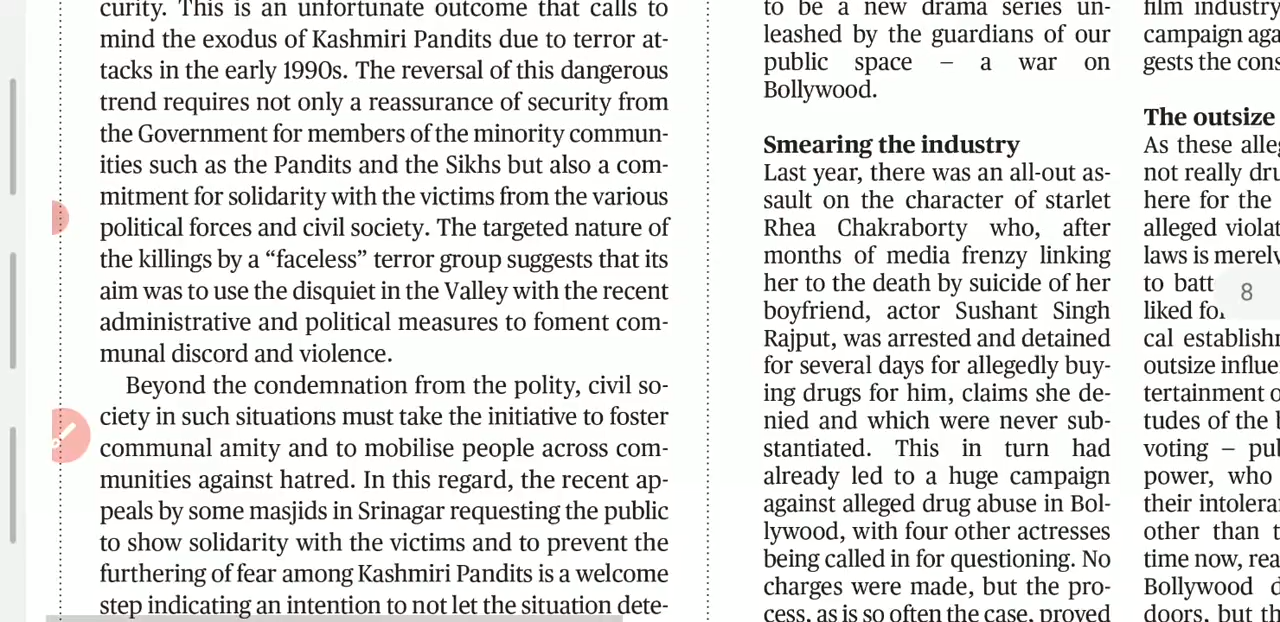 curity. This is an unfortunate outcome that calls to
mind the exodus of Kashmiri Pandits due to terror at-
tacks in the early 1990s. The reversal of this dangerous
trend requires not only a reassurance of security from
the Government for members of the minority commun-
ities such as the Pandits and the Sikhs but also a com-
mitment for solidarity with the victims from the various
political forces and civil society. The targeted nature of
the killings by a “faceless” terror group suggests that its
aim was to use the disquiet in the Valley with the recent
administrative and political measures to foment com-
munal discord and violence.
Beyond the condemnation from the polity, civil so-
ciety in such situations must take the initiative to foster
communal amity and to mobilise people across com-
munities against hatred. In this regard, the recent ap-
peals by some masjids in Srinagar requesting the public
to show solidarity with the victims and to prevent the
furthering of fear among Kashmiri Pandits is a welcome
step indicating an intention to not let the situation dete-
to be a new drama series un-
leashed by the guardians of our
public space – a war on
Bollywood.
Smearing the industry
Last year, there was an all-out as-
sault on the character of starlet
Rhea Chakraborty who, after
months of media frenzy linking
her to the death by suicide of her
boyfriend, actor Sushant Singh
Rajput, was arrested and detained
for several days for allegedly buy-
ing drugs for him, claims she de-
nied and which were never sub-
stantiated. This in turn had
already led to a huge campaign
against alleged drug abuse in Bol-
lywood, with four other actresses
being called in for questioning. No
charges were made, but the pro-
cess, as is so often the case, proved
film industry
campaign aga
gests the cons
The outsize
As these alleg
not really dru
here for the
alleged violat
laws is merely
to batt
liked for
cal establishm
outsize influe
tertainment o
tudes of the b
voting – pub
power, who
their intolera
other than t
time now, rea
Bollywood d
doors, but th
8